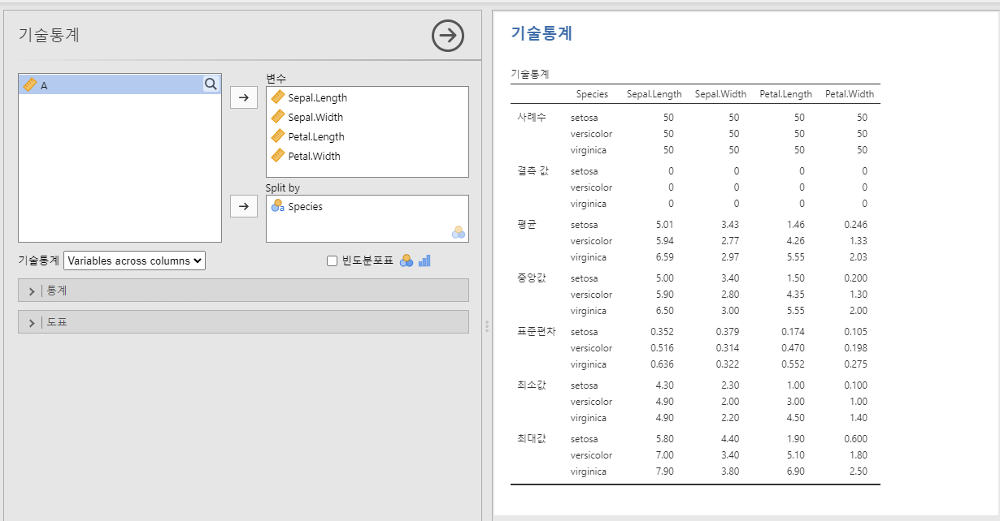 기술통계
A
변수
Sepal.Length
Sepal.Width
Petal.Length
Petal.Width
Split by
a Species
기술통계 Variables across columns
빈도분포표
통계
도표
기술통계
기술통계
Species Sepal.Length Sepal.Width Petal.Length Petal.Width
사례수 setosa 50 50 50 50
versicolor 50 50 50 50
virginica 50 50 50 50
결측 값 setosa 0 0 0 0
versicolor 0 0 0 0
virginica 0 0 0 0
평균 setosa 5.01 3.43 1.46 0.246
versicolor 5.94 2.77 4.26 1.33
virginica 6.59 2.97 5.55 2.03
중앙값 setosa 5.00 3.40 1.50 0.200
versicolor 5.90 2.80 4.35 1.30
virginica 6.50 3.00 5.55 2.00
표준편차 setosa 0.352 0.379 0.174 0.105
versicolor 0.516 0.314 0.470 0.198
virginica 0.636 0.322 0.552 0.275
최소값 setosa 4.30 2.30 1.00 0.100
versicolor 4.90 2.00 3.00 1.00
virginica 4.90 2.20 4.50 1.40
최대값 setosa 5.80 4.40 1.90 0.600
versicolor 7.00 3.40 5.10 1.80
virginica 7.90 3.80 6.90 2.50